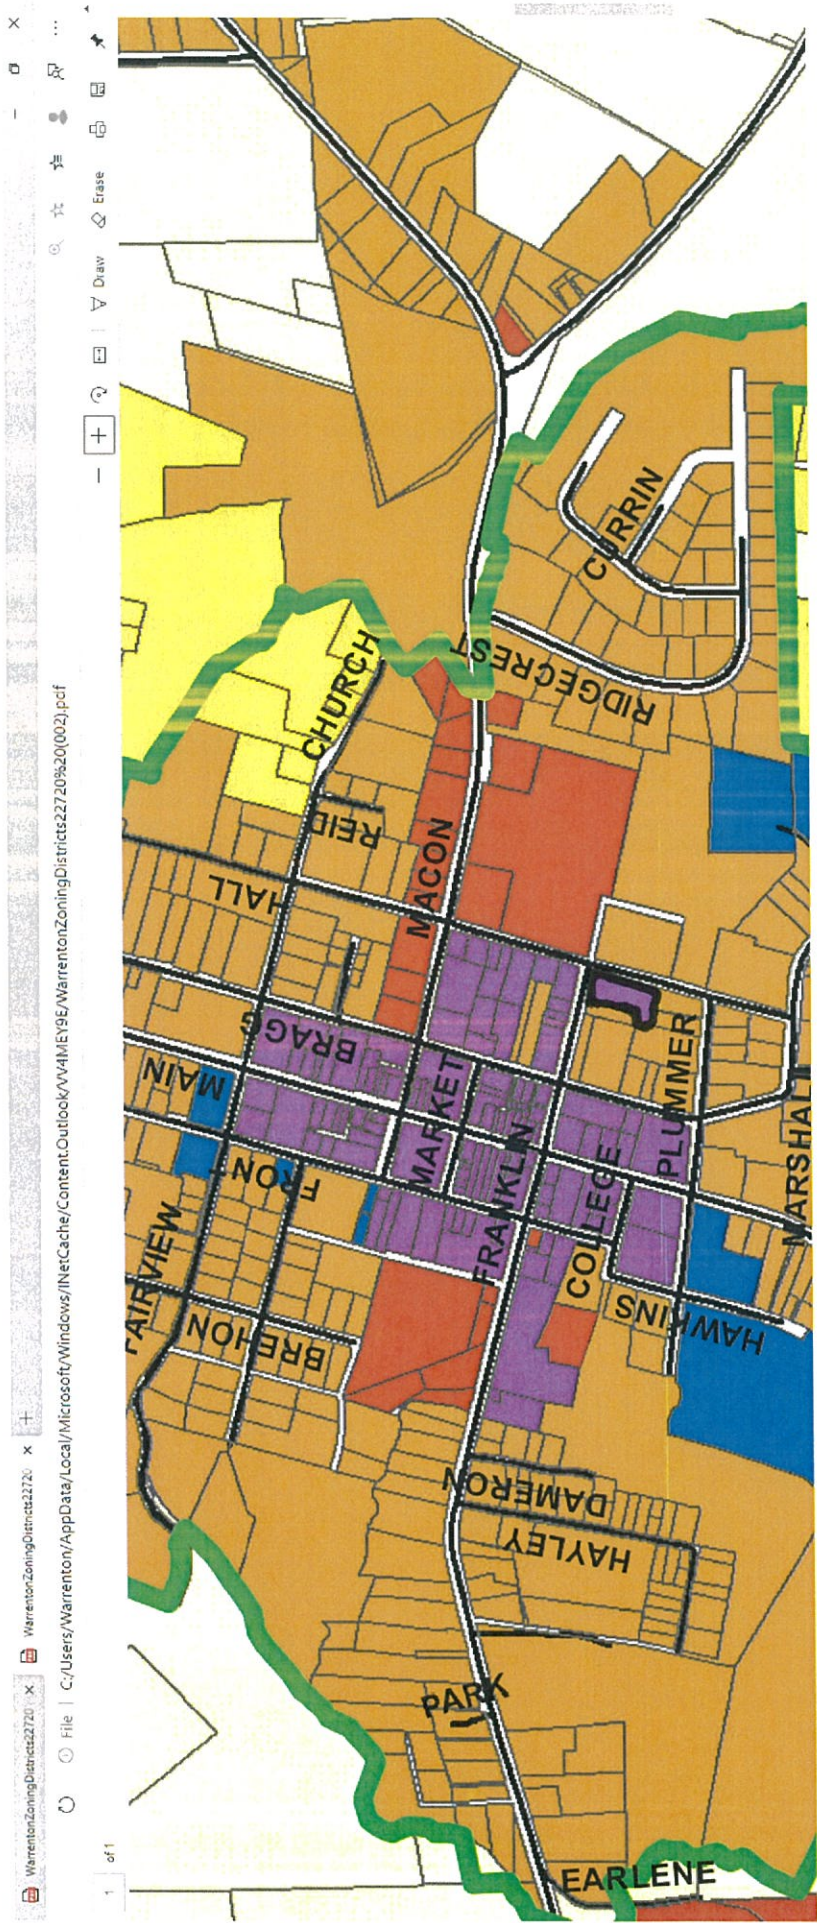 WarrentonZoningDistricts22720
WarrentonZoningDistricts22720
File | C:/Users/Warrenton/AppData/Local/Microsoft/Windows/INetCache/Content.Outlook/VV4MEY9E/WarrentonZoningDistricts22720%20(002).pdf
1 of 1
Draw
Erase
CHURCH
REID
HALL
MACON
CURRIN
RIDGECREST
BRAGG
MAIN
MARKET
FRONT
FRANKLIN
PLUMMER
COLLEGE
MARSHALL
FAIRVIEW
BREHON
HAWKINS
DAMERON
HAYLEY
PARK
EARLENE